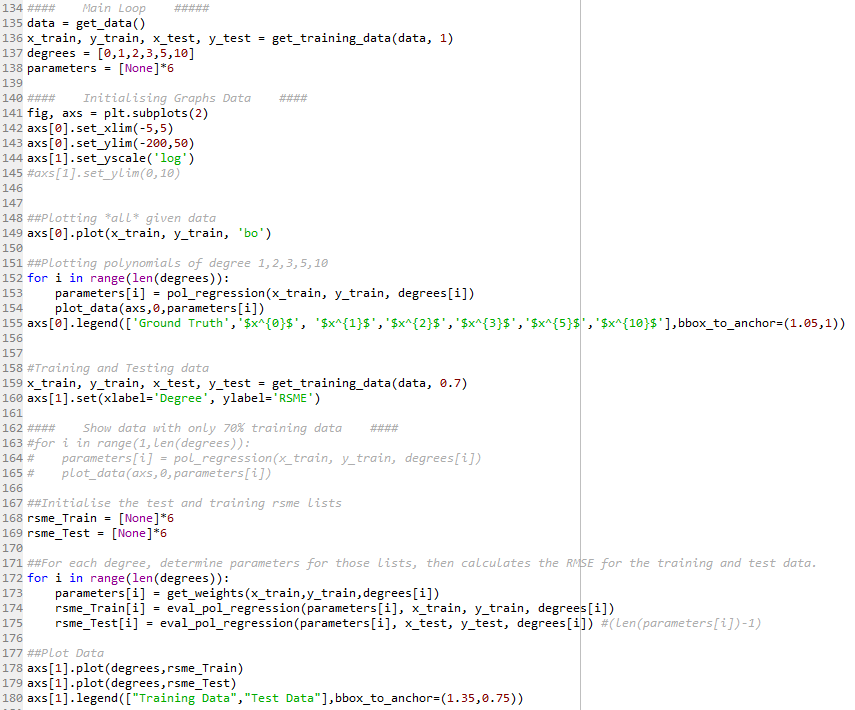 134 ####    Main Loop    #####
135 data = get_data()
136 x_train, y_train, x_test, y_test = get_training_data(data, 1)
137 degrees = [0,1,2,3,5,10]
138 parameters = [None]*6
139
140 ####    Initialising Graphs Data    ####
141 fig, axs = plt.subplots(2)
142 axs[0].set_xlim(-5,5)
143 axs[0].set_ylim(-200,50)
144 axs[1].set_yscale('log')
145 #axs[1].set_ylim(0,10)
146
147
148 ##Plotting *all* given data
149 axs[0].plot(x_train, y_train, 'bo')
150
151 ##Plotting polynomials of degree 1,2,3,5,10
152 for i in range(len(degrees)):
153     parameters[i] = pol_regression(x_train, y_train, degrees[i])
154     plot_data(axs,0,parameters[i])
155 axs[0].legend(['Ground Truth','$x^{0}$', '$x^{1}$','$x^{2}$','$x^{3}$','$x^{5}$','$x^{10}$'],bbox_to_anchor=(1.05,1))
156
157
158 #Training and Testing data
159 x_train, y_train, x_test, y_test = get_training_data(data, 0.7)
160 axs[1].set(xlabel='Degree', ylabel='RSME')
161
162 ####    Show data with only 70% training data    ####
163 #for i in range(1,len(degrees)):
164 #    parameters[i] = pol_regression(x_train, y_train, degrees[i])
165 #    plot_data(axs,0,parameters[i])
166
167 ##Initialise the test and training rsme lists
168 rsme_Train = [None]*6
169 rsme_Test = [None]*6
170
171 ##For each degree, determine parameters for those lists, then calculates the RMSE for the training and test data.
172 for i in range(len(degrees)):
173     parameters[i] = get_weights(x_train,y_train,degrees[i])
174     rsme_Train[i] = eval_pol_regression(parameters[i], x_train, y_train, degrees[i])
175     rsme_Test[i] = eval_pol_regression(parameters[i], x_test, y_test, degrees[i]) #(len(parameters[i])-1)
176
177 ##Plot Data
178 axs[1].plot(degrees,rsme_Train)
179 axs[1].plot(degrees,rsme_Test)
180 axs[1].legend(["Training Data","Test Data"],bbox_to_anchor=(1.35,0.75))